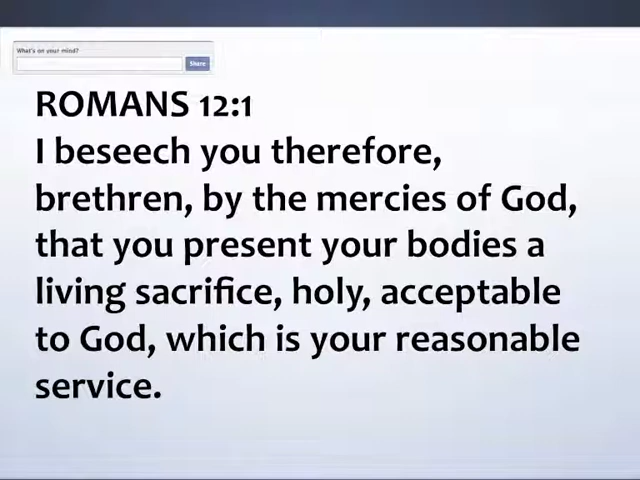 What's on your mind?
Share
ROMANS 12:1
I beseech you therefore,
brethren, by the mercies of God,
that you present your bodies a
living sacrifice, holy, acceptable
to God, which is your reasonable
service.